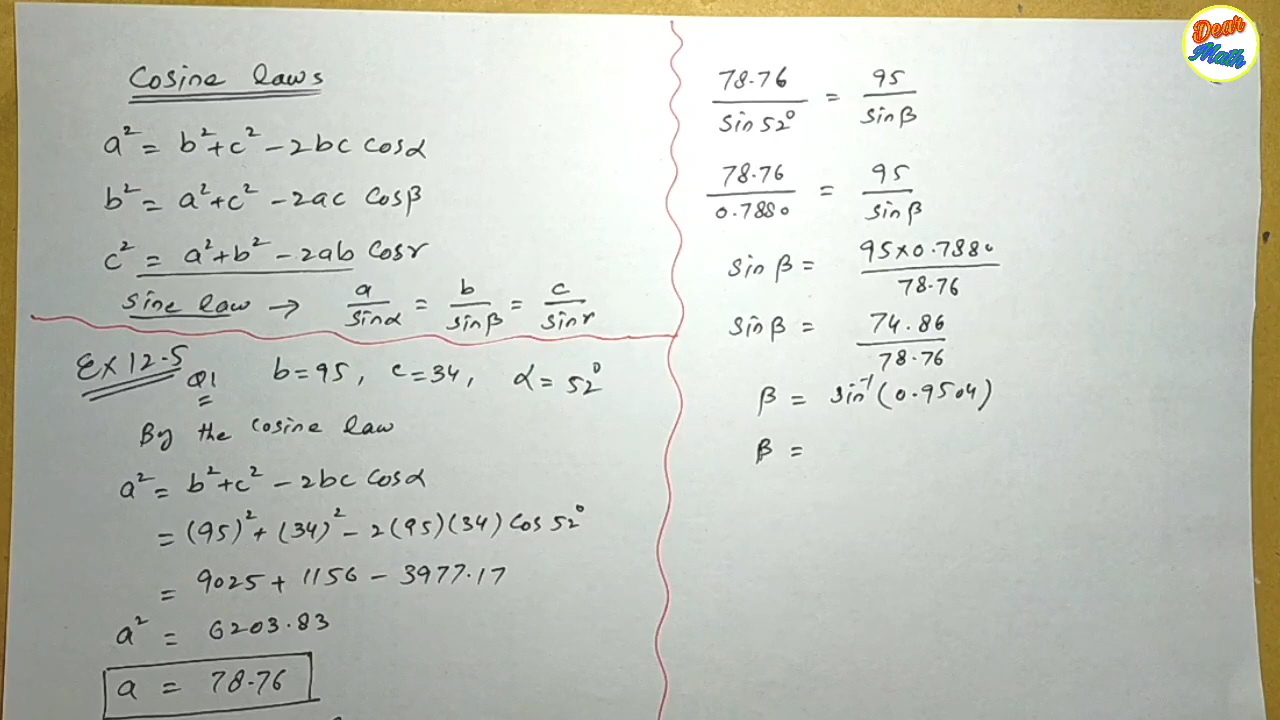 Cosine laws
a² = b²+c² - 2bc cosα
b² = a²+c² - 2ac cosβ
c² = a²+b² - 2ab cosr
Sine law → a/sinα = b/sinβ = c/sinr
Ex 12.5
Q1 b=95, c=34, α=52°
By the cosine law
a² = b²+c² - 2bc cosα
= (95)² + (34)² - 2(95)(34) cos 52°
= 9025 + 1156 - 3977.17
a² = 6203.83
a = 78.76
78.76/sin52° = 95/sinβ
78.76/0.7880 = 95/sinβ
sinβ = 95×0.7880/78.76
sinβ = 74.86/78.76
β = sin⁻¹(0.9504)
β =
Dear
Math